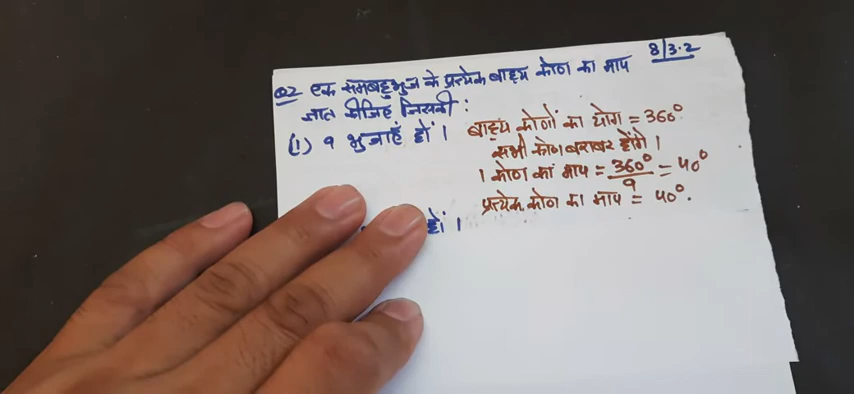 8/3.2
Q2 एक समबहुभुज के प्रत्येक बाह्य कोण का माप
ज्ञात कीजिए जिसकी :
(1) 9 भुजाएँ हों।
बाह्य कोणों का योग = 360°
सभी कोण बराबर होंगे।
1 कोण का माप = 360°/9 = 40°
प्रत्येक कोण का माप = 40°.
हों।